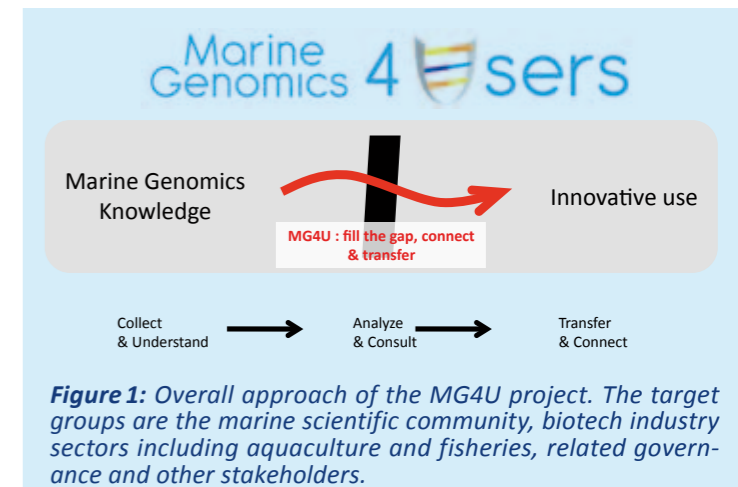 Marine
Genomics 4 Users
Marine Genomics
Knowledge
Innovative use
MG4U : fill the gap, connect
& transfer
Collect
& Understand
Analyze
& Consult
Transfer
& Connect
Figure 1: Overall approach of the MG4U project. The target
groups are the marine scientific community, biotech industry
sectors including aquaculture and fisheries, related govern-
ance and other stakeholders.